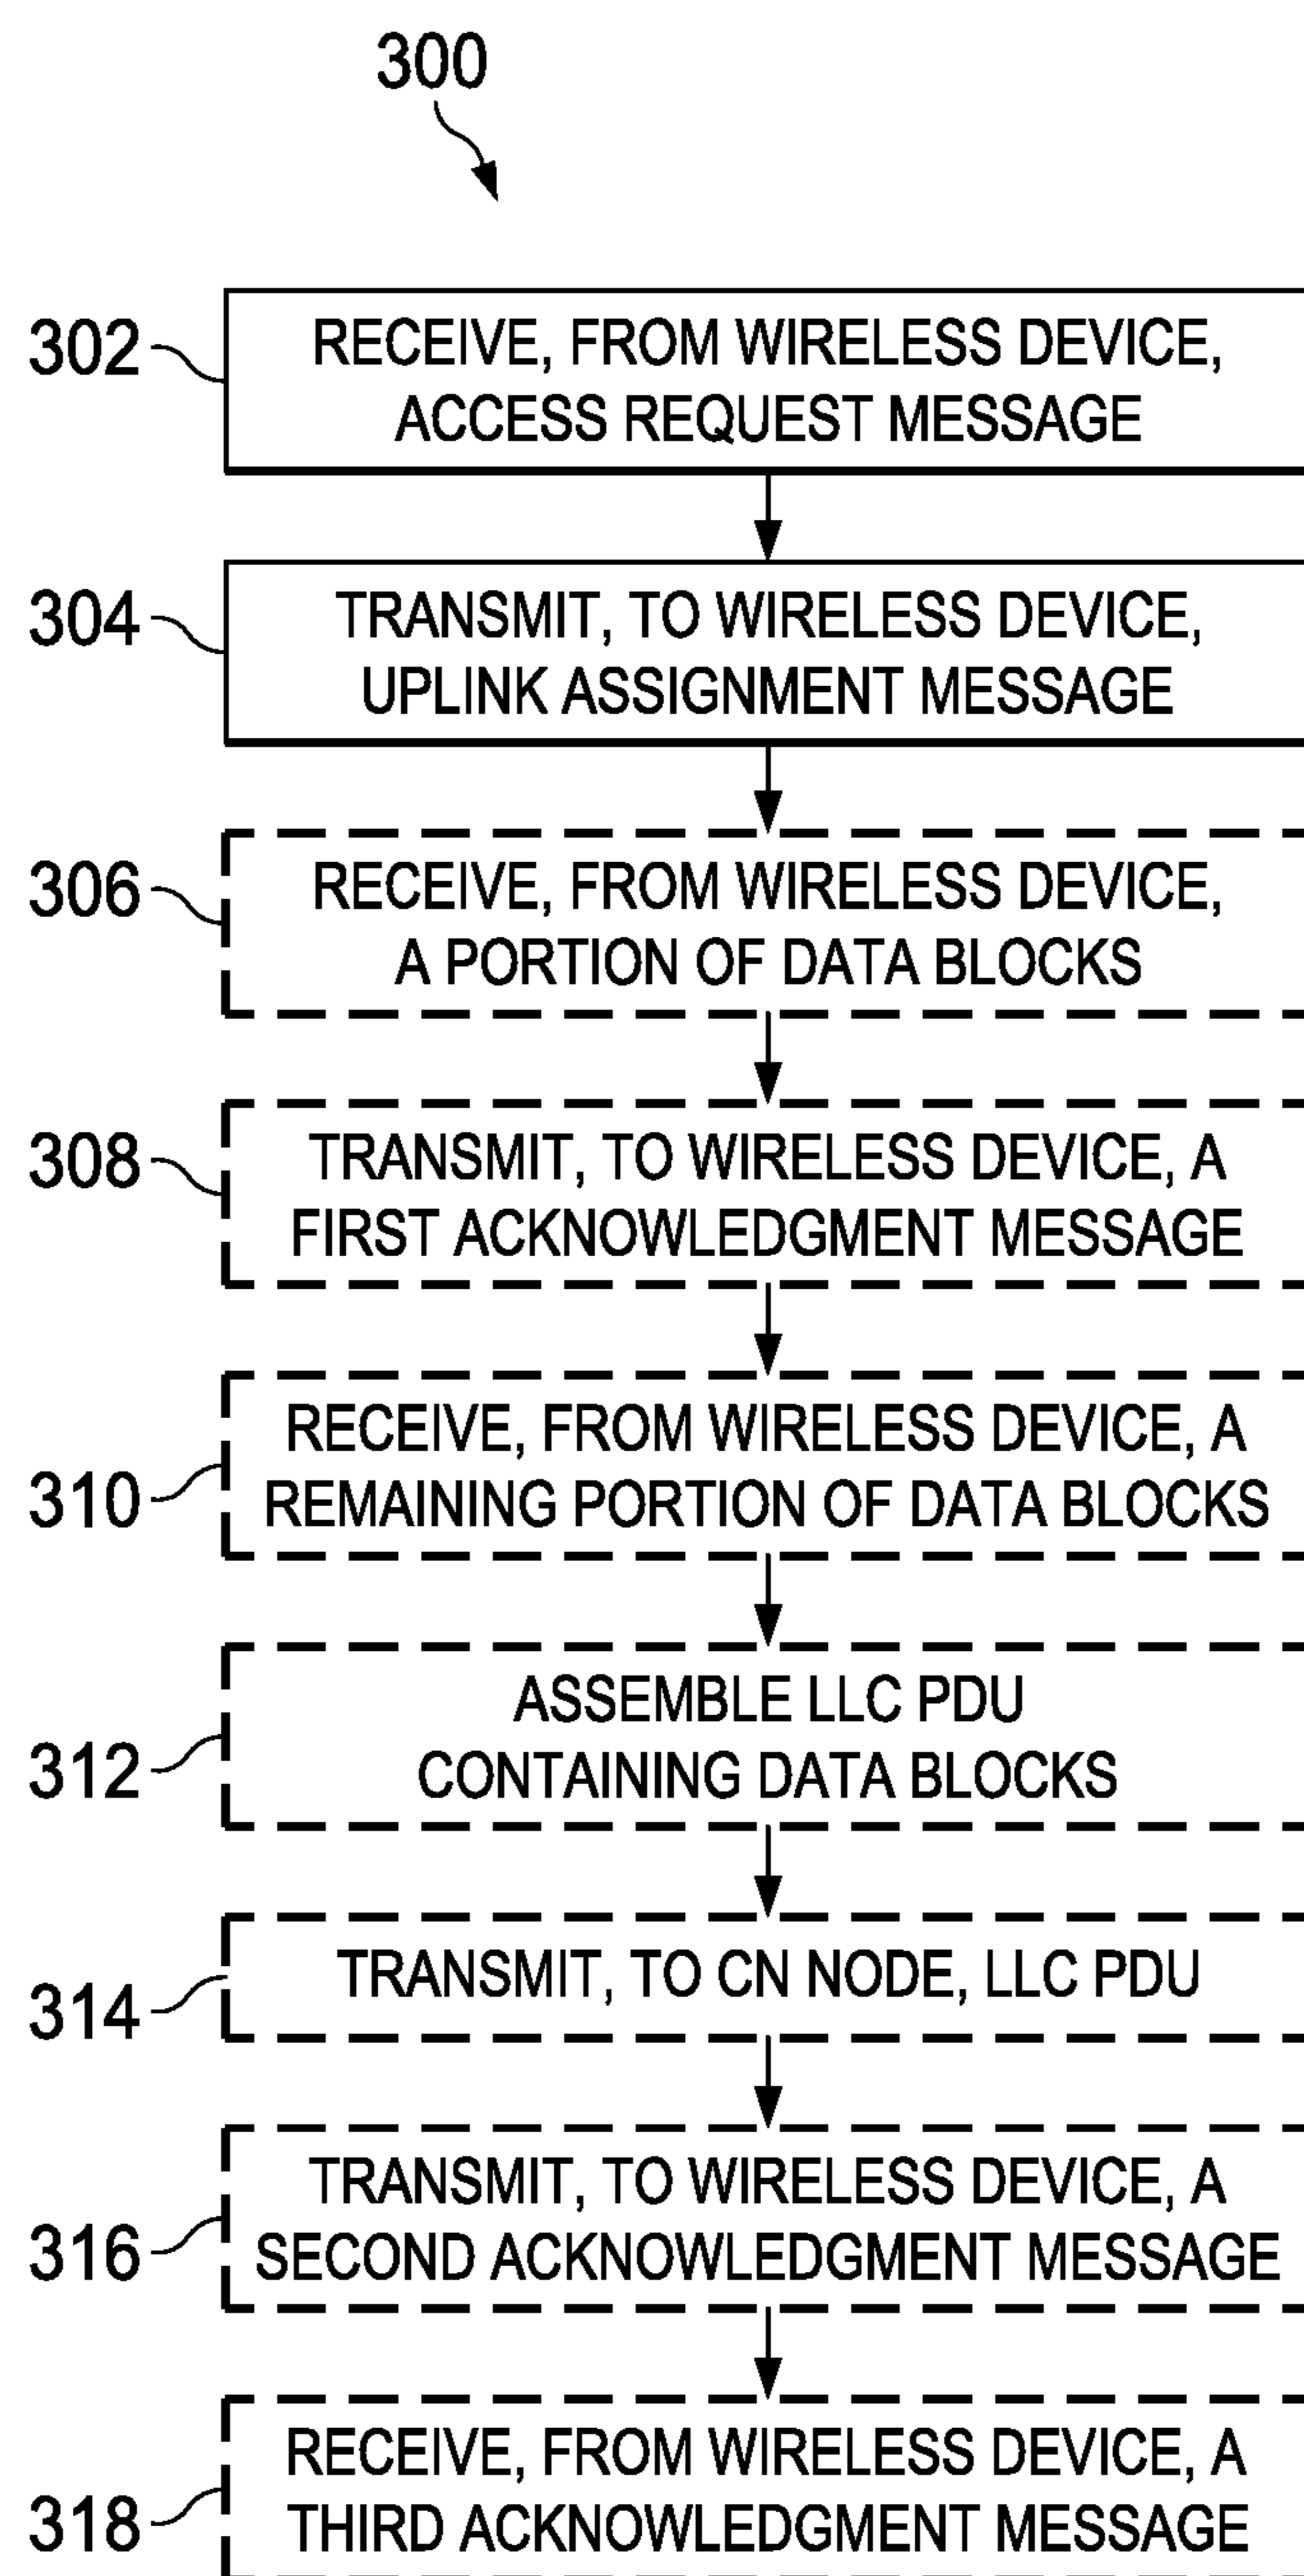 300
302
RECEIVE, FROM WIRELESS DEVICE,
ACCESS REQUEST MESSAGE
304
TRANSMIT, TO WIRELESS DEVICE,
UPLINK ASSIGNMENT MESSAGE
306
RECEIVE, FROM WIRELESS DEVICE,
A PORTION OF DATA BLOCKS
308
TRANSMIT, TO WIRELESS DEVICE, A
FIRST ACKNOWLEDGMENT MESSAGE
310
RECEIVE, FROM WIRELESS DEVICE, A
REMAINING PORTION OF DATA BLOCKS
312
ASSEMBLE LLC PDU
CONTAINING DATA BLOCKS
314
TRANSMIT, TO CN NODE, LLC PDU
316
TRANSMIT, TO WIRELESS DEVICE, A
SECOND ACKNOWLEDGMENT MESSAGE
318
RECEIVE, FROM WIRELESS DEVICE, A
THIRD ACKNOWLEDGMENT MESSAGE